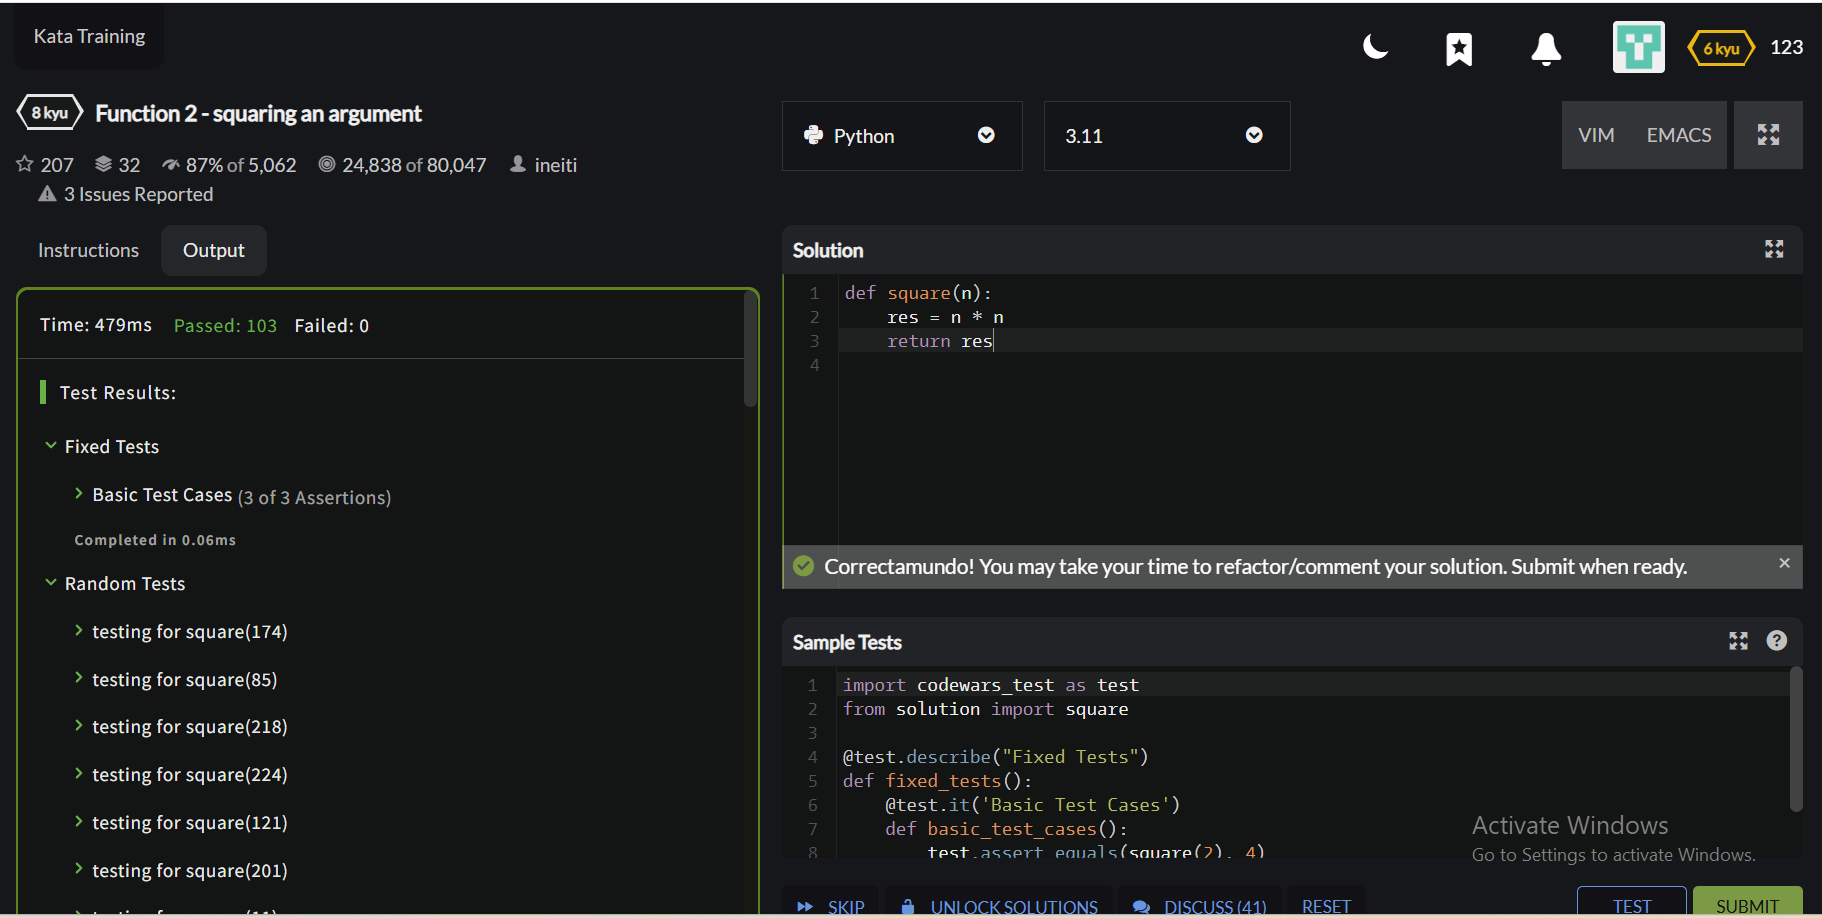 Kata Training
6 kyu 123
8 kyu Function 2 - squaring an argument
207 32 87% of 5,062 24,838 of 80,047 ineiti
3 Issues Reported
Python 3.11 VIM EMACS
Instructions Output
Time: 479ms Passed: 103 Failed: 0
Test Results:
Fixed Tests
Basic Test Cases (3 of 3 Assertions)
Completed in 0.06ms
Random Tests
testing for square(174)
testing for square(85)
testing for square(218)
testing for square(224)
testing for square(121)
testing for square(201)
Solution
1 def square(n):
2 res = n * n
3 return res
4
Correctamundo! You may take your time to refactor/comment your solution. Submit when ready. ×
Sample Tests ?
1 import codewars_test as test
2 from solution import square
3
4 @test.describe("Fixed Tests")
5 def fixed_tests():
6 @test.it('Basic Test Cases')
7 def basic_test_cases():
8 test.assert_equals(square(2), 4)
Activate Windows
Go to Settings to activate Windows.
SKIP UNLOCK SOLUTIONS DISCUSS (41) RESET TEST SUBMIT